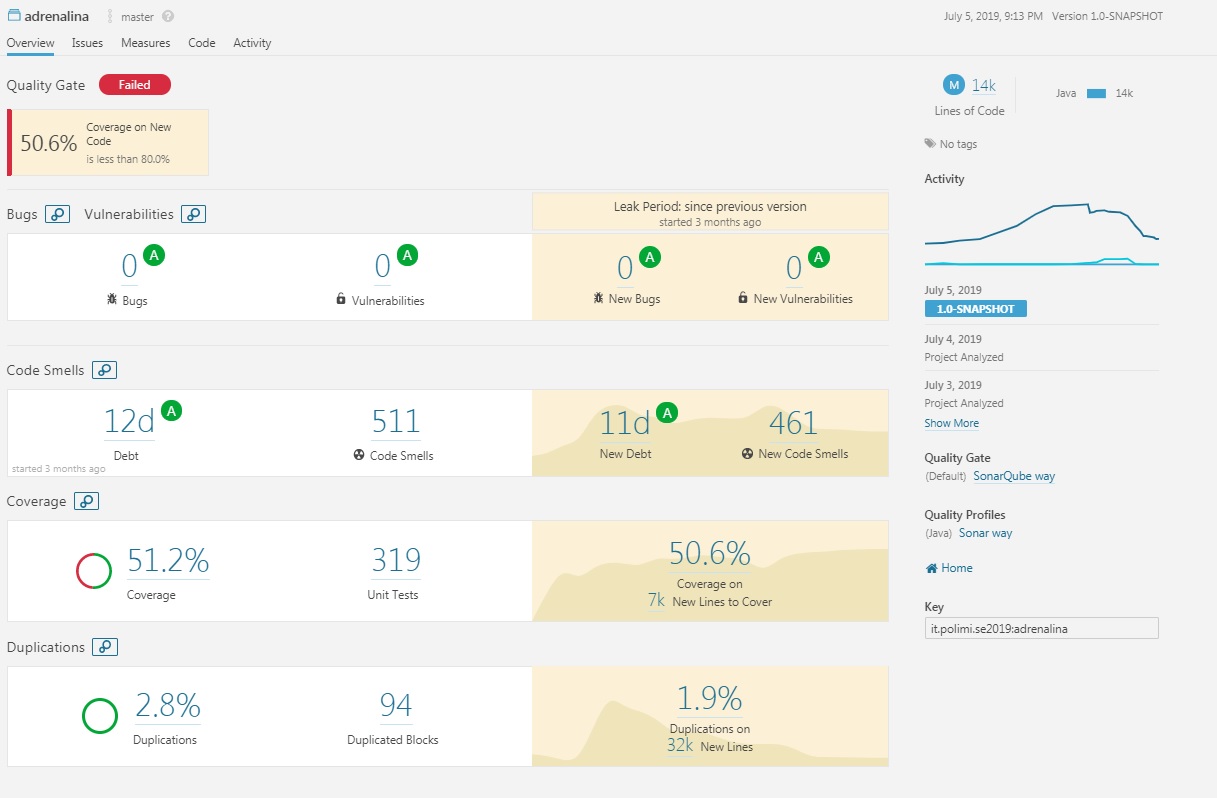 adrenalina master ?
July 5, 2019, 9:13 PM Version 1.0-SNAPSHOT
Overview Issues Measures Code Activity
Quality Gate Failed
50.6% Coverage on New
Code
is less than 80.0%
Bugs Vulnerabilities
Leak Period: since previous version
started 3 months ago
0 A
Bugs
0 A
Vulnerabilities
0 A
New Bugs
0 A
New Vulnerabilities
Code Smells
12d A
Debt
started 3 months ago
511
Code Smells
11d A
New Debt
461
New Code Smells
Coverage
51.2%
Coverage
319
Unit Tests
50.6%
Coverage on
7k New Lines to Cover
Duplications
2.8%
Duplications
94
Duplicated Blocks
1.9%
Duplications on
32k New Lines
M 14k
Lines of Code
Java 14k
No tags
Activity
July 5, 2019
1.0-SNAPSHOT
July 4, 2019
Project Analyzed
July 3, 2019
Project Analyzed
Show More
Quality Gate
(Default) SonarQube way
Quality Profiles
(Java) Sonar way
Home
Key
it.polimi.se2019:adrenalina